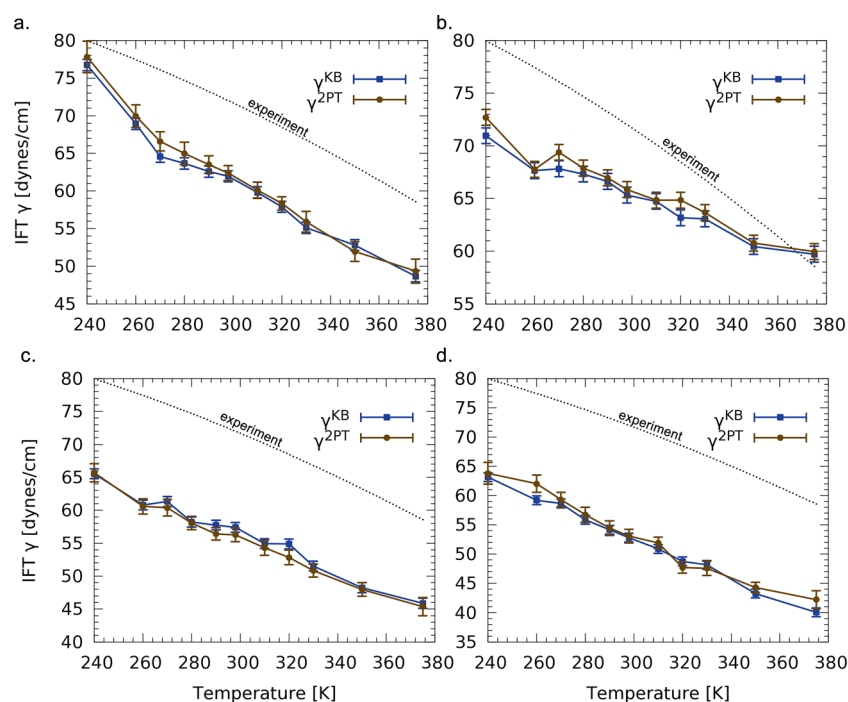 a.
80
75
70
65
60
55
50
45
IFT γ [dynes/cm]
γKB
γ2PT
experiment
240 260 280 300 320 340 360 380
b.
80
75
70
65
60
55
γKB
γ2PT
experiment
240 260 280 300 320 340 360 380
c.
80
75
70
65
60
55
50
45
40
IFT γ [dynes/cm]
γKB
γ2PT
experiment
240 260 280 300 320 340 360 380
Temperature [K]
d.
80
75
70
65
60
55
50
45
40
35
γKB
γ2PT
experiment
240 260 280 300 320 340 360 380
Temperature [K]